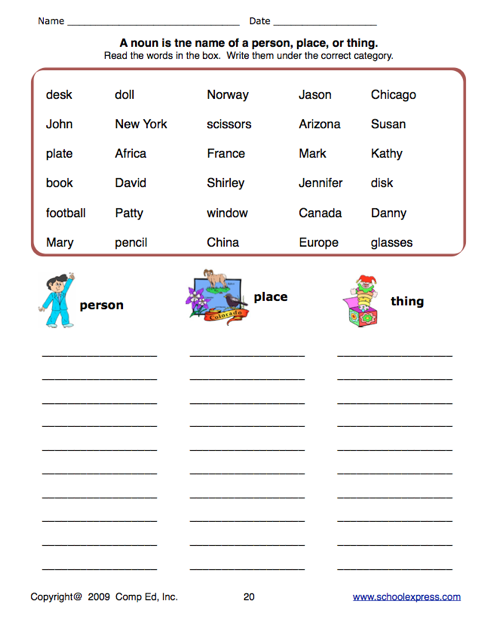 Name ________________________________ Date ____________________
A noun is tne name of a person, place, or thing.
Read the words in the box. Write them under the correct category.
desk doll Norway Jason Chicago
John New York scissors Arizona Susan
plate Africa France Mark Kathy
book David Shirley Jennifer disk
football Patty window Canada Danny
Mary pencil China Europe glasses
person place thing
Colorado
Copyright@ 2009 Comp Ed, Inc. 20 www.schoolexpress.com